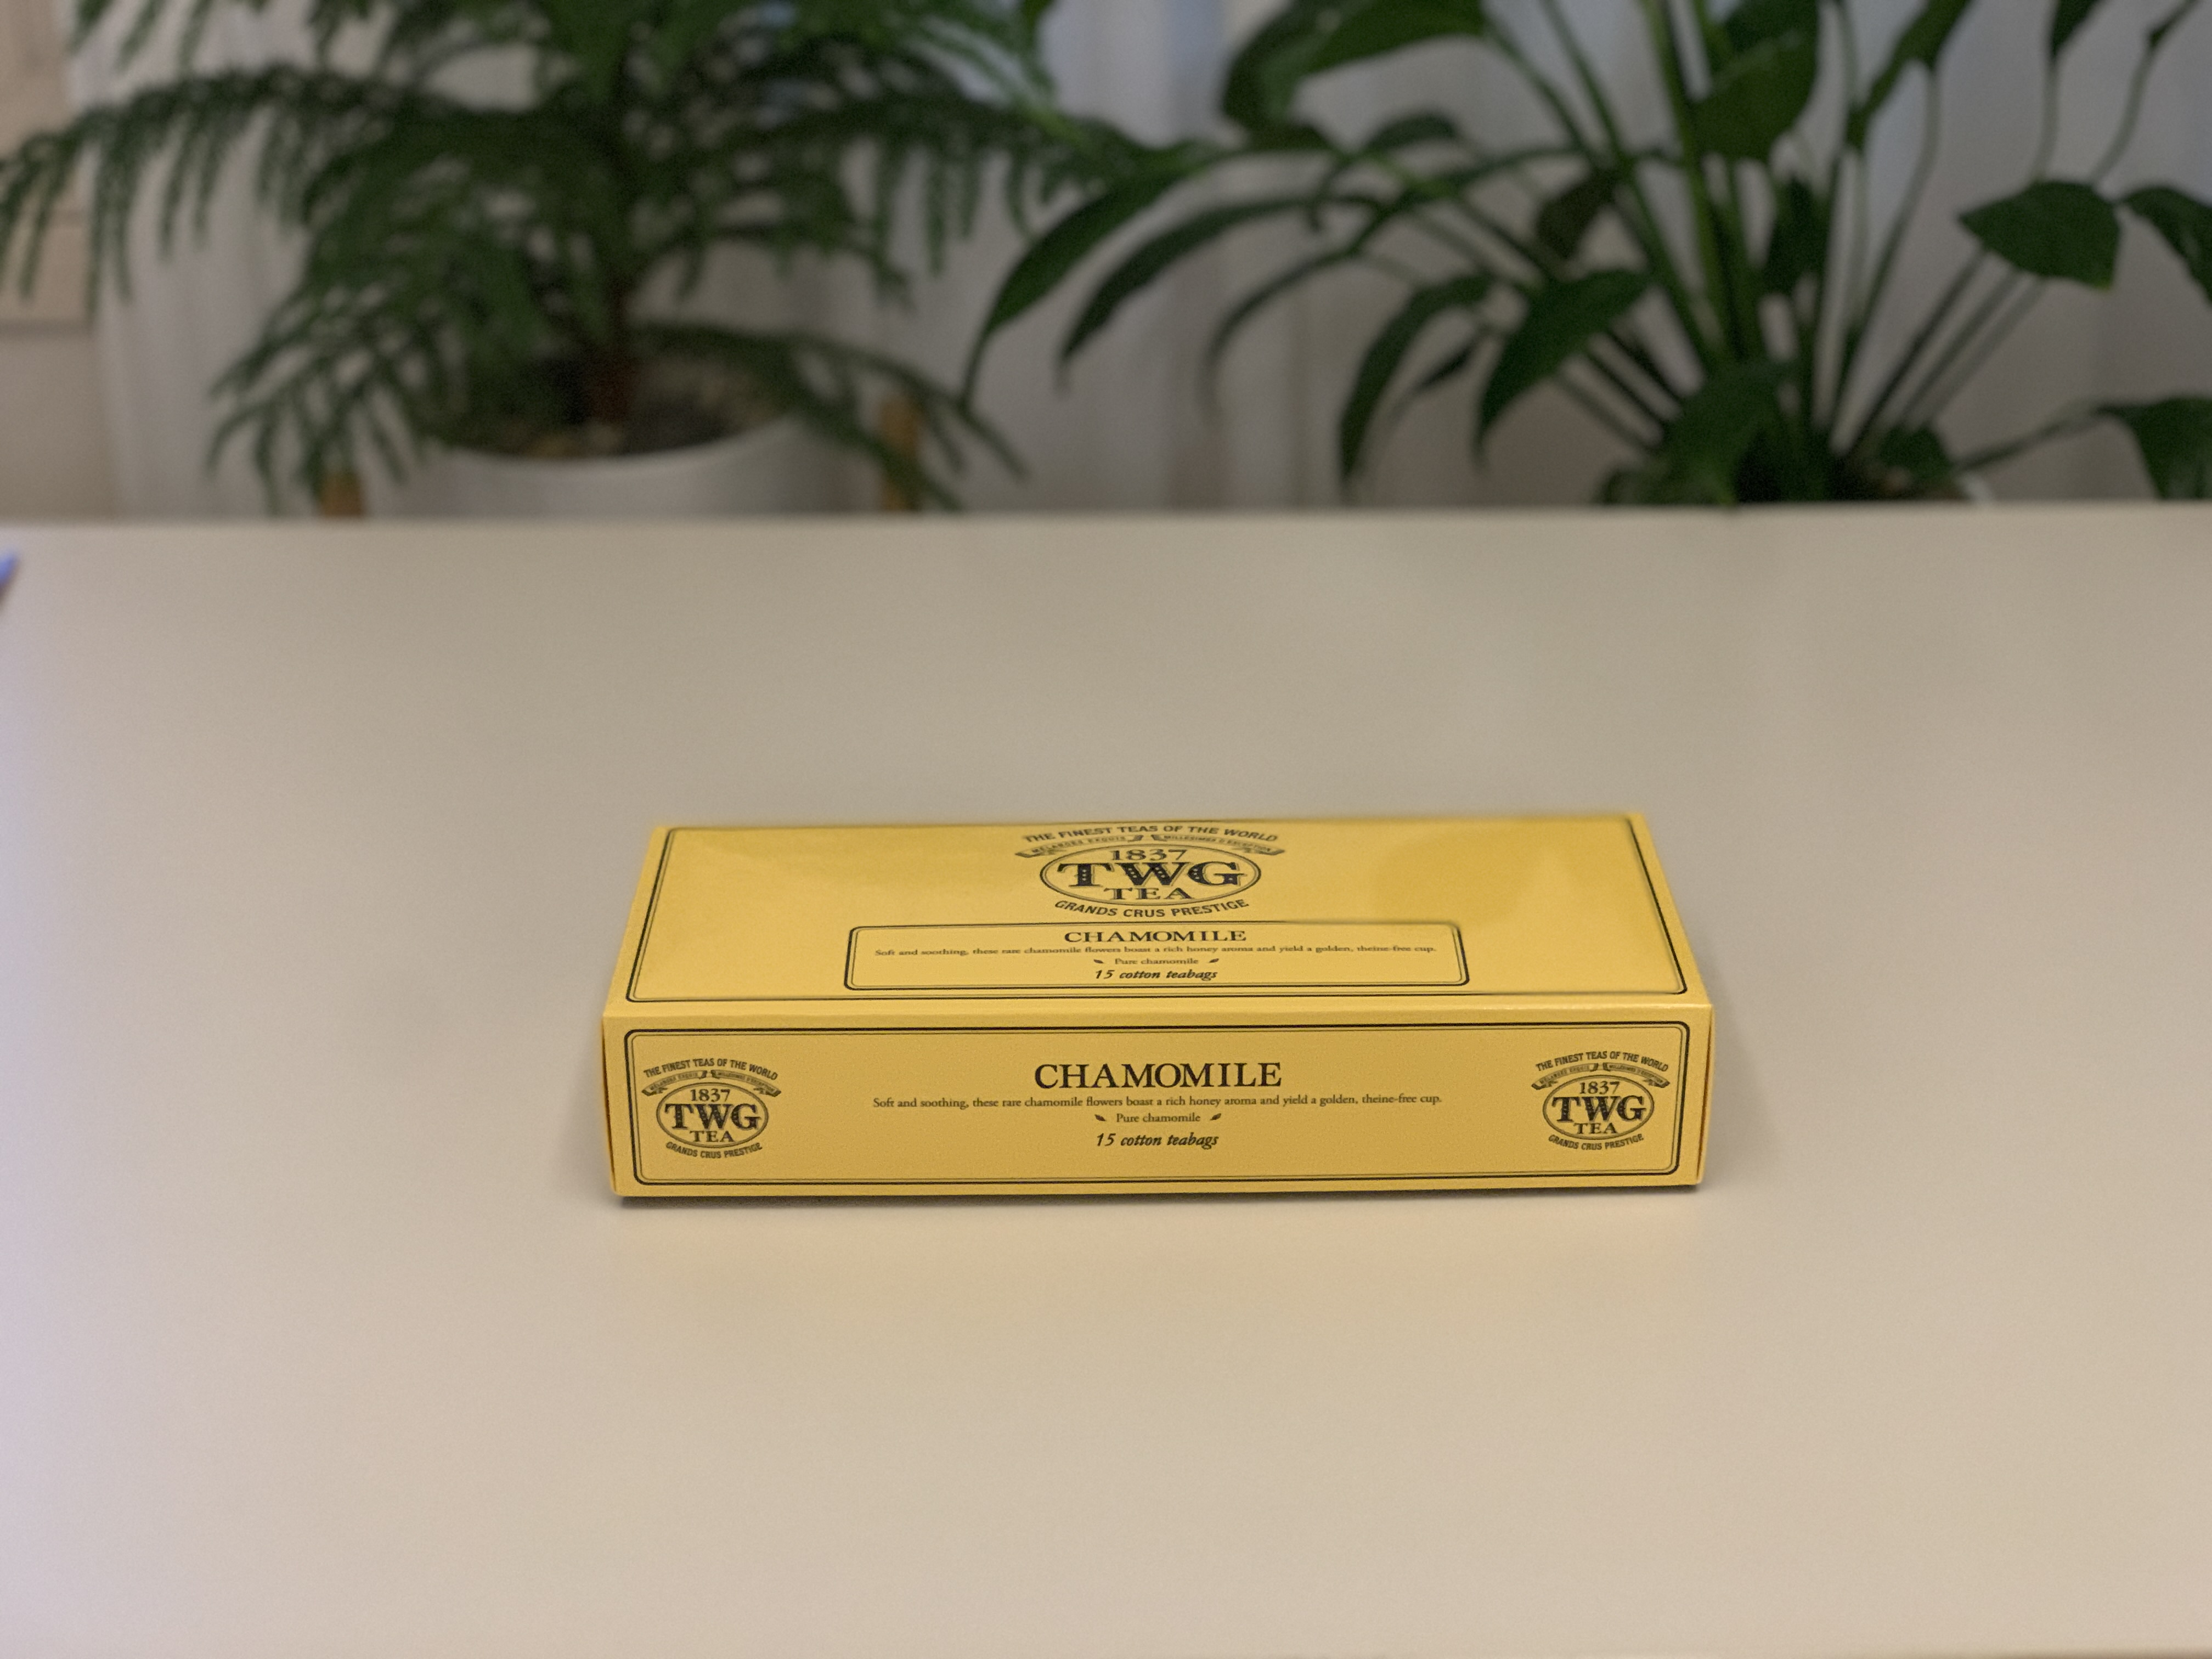 THE FINEST TEAS OF THE WORLD
MÉLANGES EXQUIS MILLÉSIMES D'EXCEPTION
1837
TWG
TEA
GRANDS CRUS PRESTIGE
CHAMOMILE
Soft and soothing, these rare chamomile flowers boast a rich honey aroma and yield a golden, theine-free cup.
Pure chamomile
15 cotton teabags
THE FINEST TEAS OF THE WORLD
1837
TWG
TEA
GRANDS CRUS PRESTIGE
CHAMOMILE
Soft and soothing, these rare chamomile flowers boast a rich honey aroma and yield a golden, theine-free cup.
Pure chamomile
15 cotton teabags
THE FINEST TEAS OF THE WORLD
1837
TWG
TEA
GRANDS CRUS PRESTIGE